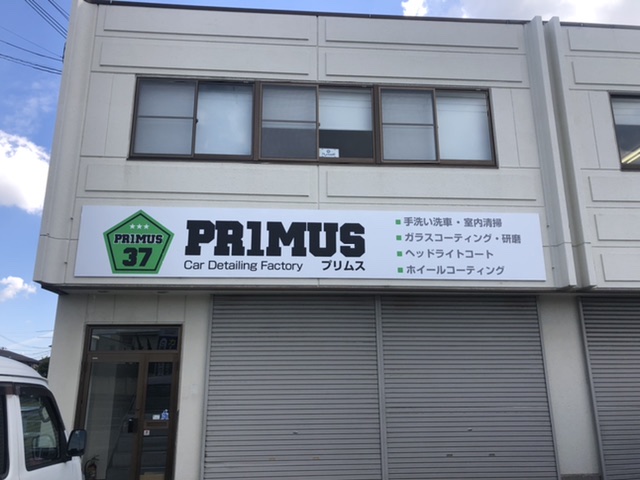 PR1MUS
37
PR1MUS
Car Detailing Factory プリムス
■ 手洗い洗車・室内清掃
■ ガラスコーティング・研磨
■ ヘッドライトコート
■ ホイールコーティング